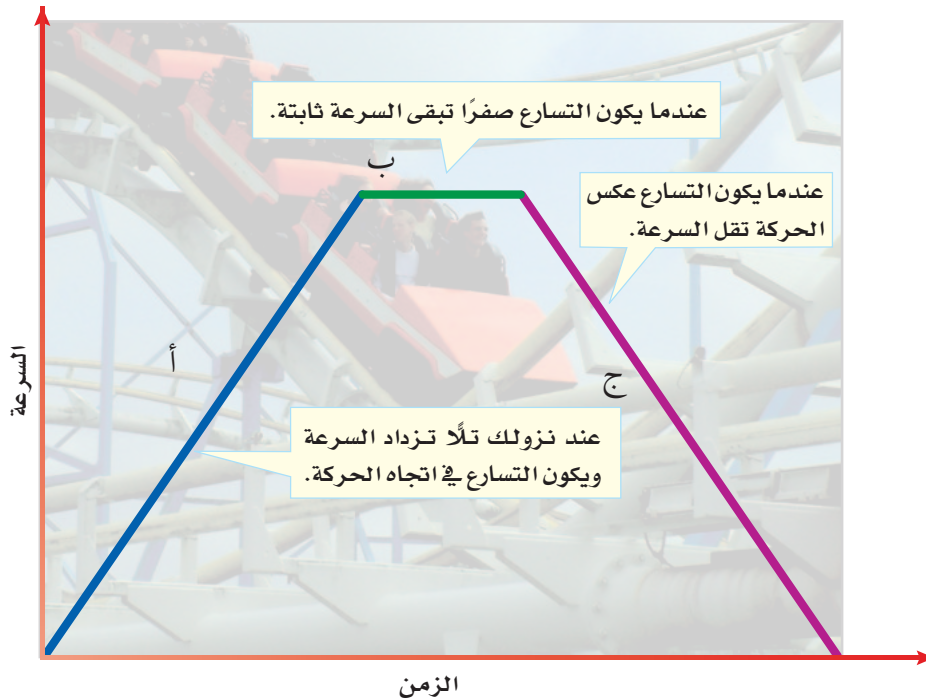 عندما يكون التسارع صفرًا تبقى السرعة ثابتة.
ب
عندما يكون التسارع عكس
الحركة تقل السرعة.
أ
ج
السرعة
عند نزولك تلًّا تزداد السرعة
ويكون التسارع في اتجاه الحركة.
الزمن